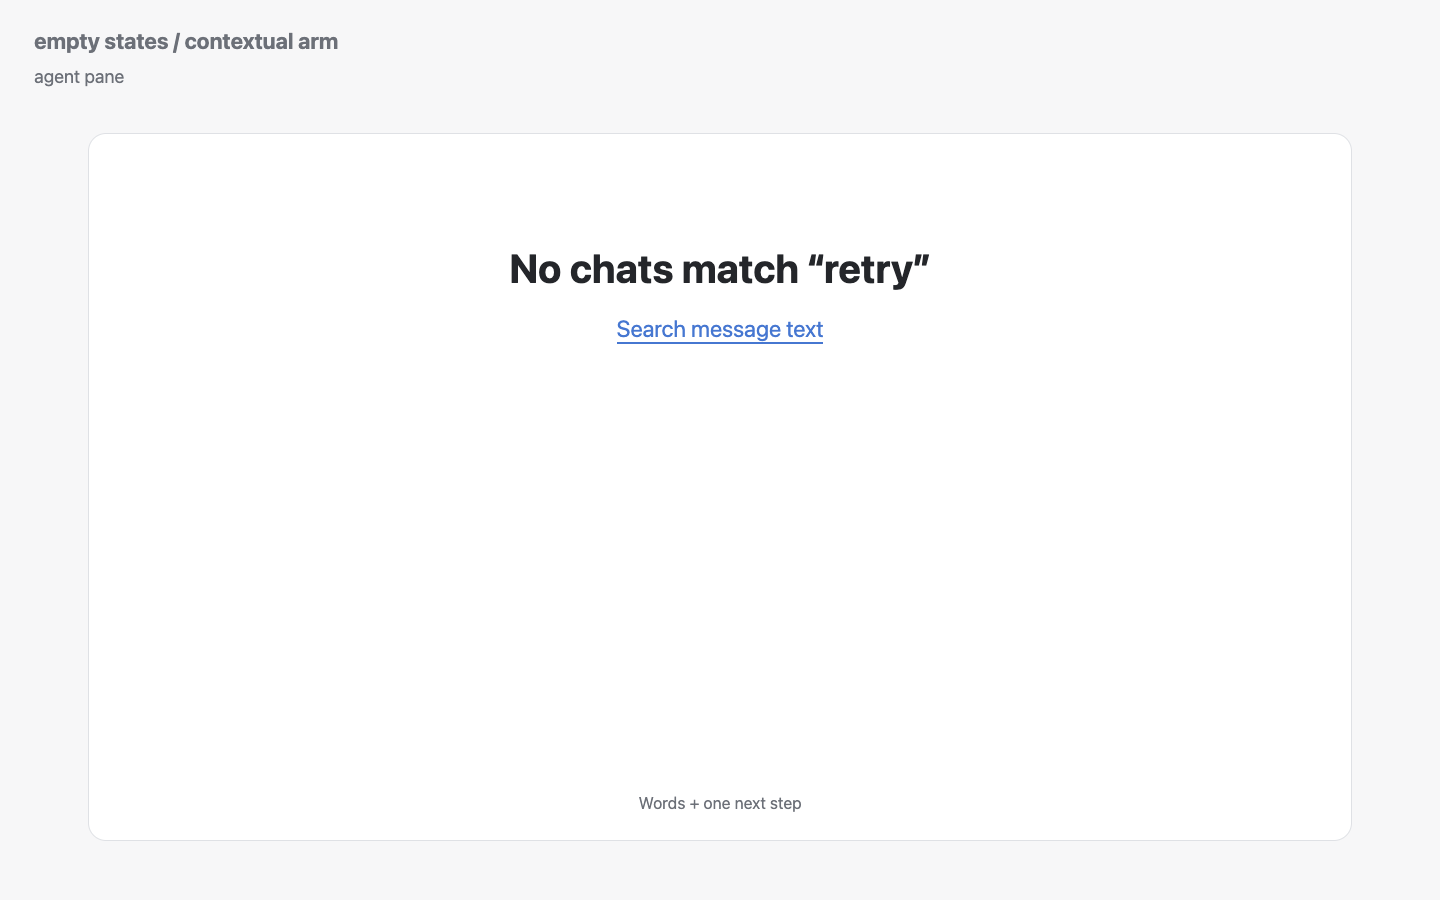 empty states / contextual arm
agent pane
No chats match “retry”
Search message text
Words + one next step